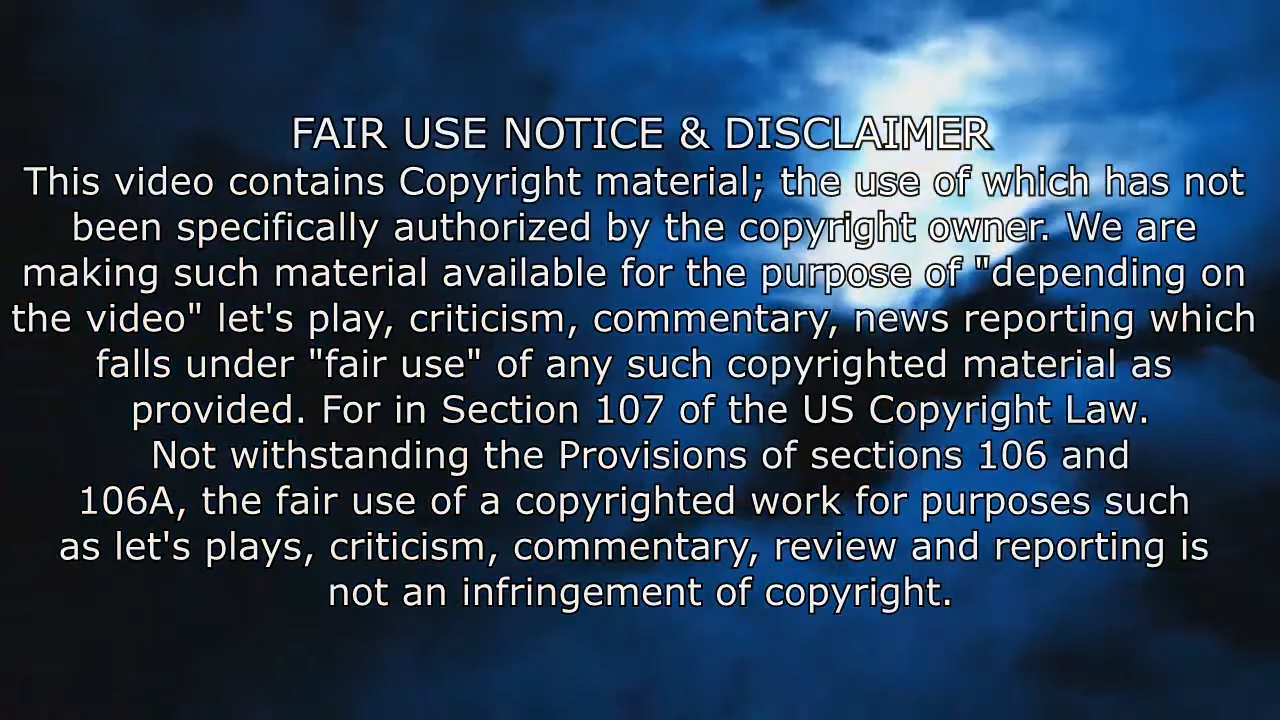 FAIR USE NOTICE & DISCLAIMER
This video contains Copyright material; the use of which has not
been specifically authorized by the copyright owner. We are
making such material available for the purpose of "depending on
the video" let's play, criticism, commentary, news reporting which
falls under "fair use" of any such copyrighted material as
provided. For in Section 107 of the US Copyright Law.
Not withstanding the Provisions of sections 106 and
106A, the fair use of a copyrighted work for purposes such
as let's plays, criticism, commentary, review and reporting is
not an infringement of copyright.